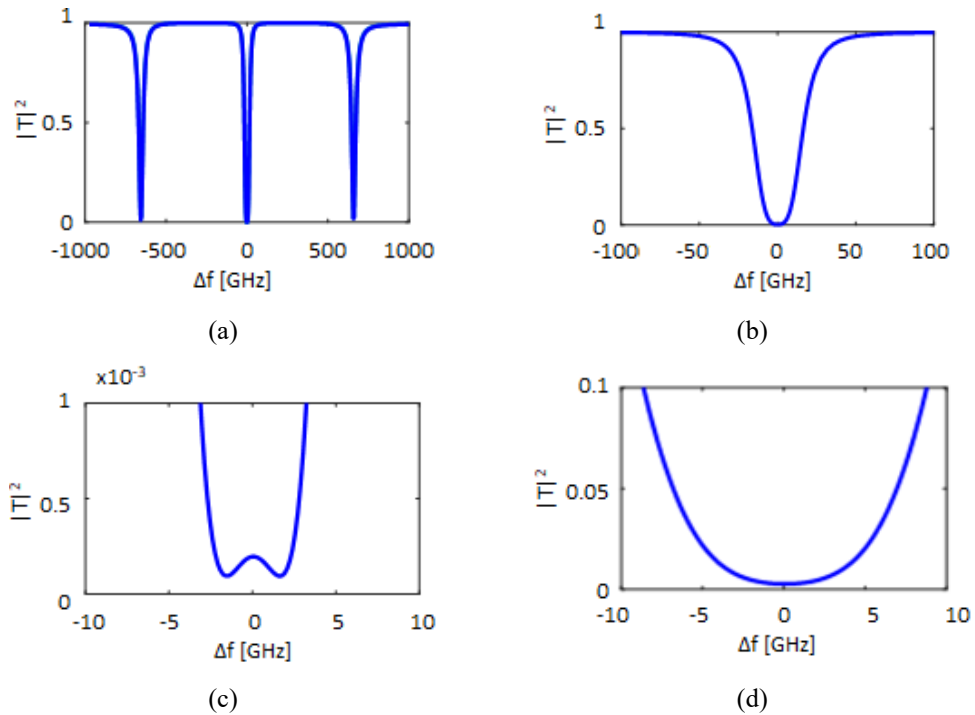 1
0.5
0
|T|²
-1000 -500 0 500 1000
Δf [GHz]
(a)
1
0.5
0
|T|²
-100 -50 0 50 100
Δf [GHz]
(b)
x10⁻³
1
0.5
0
|T|²
-10 -5 0 5 10
Δf [GHz]
(c)
0.1
0.05
0
|T|²
-10 -5 0 5 10
Δf [GHz]
(d)